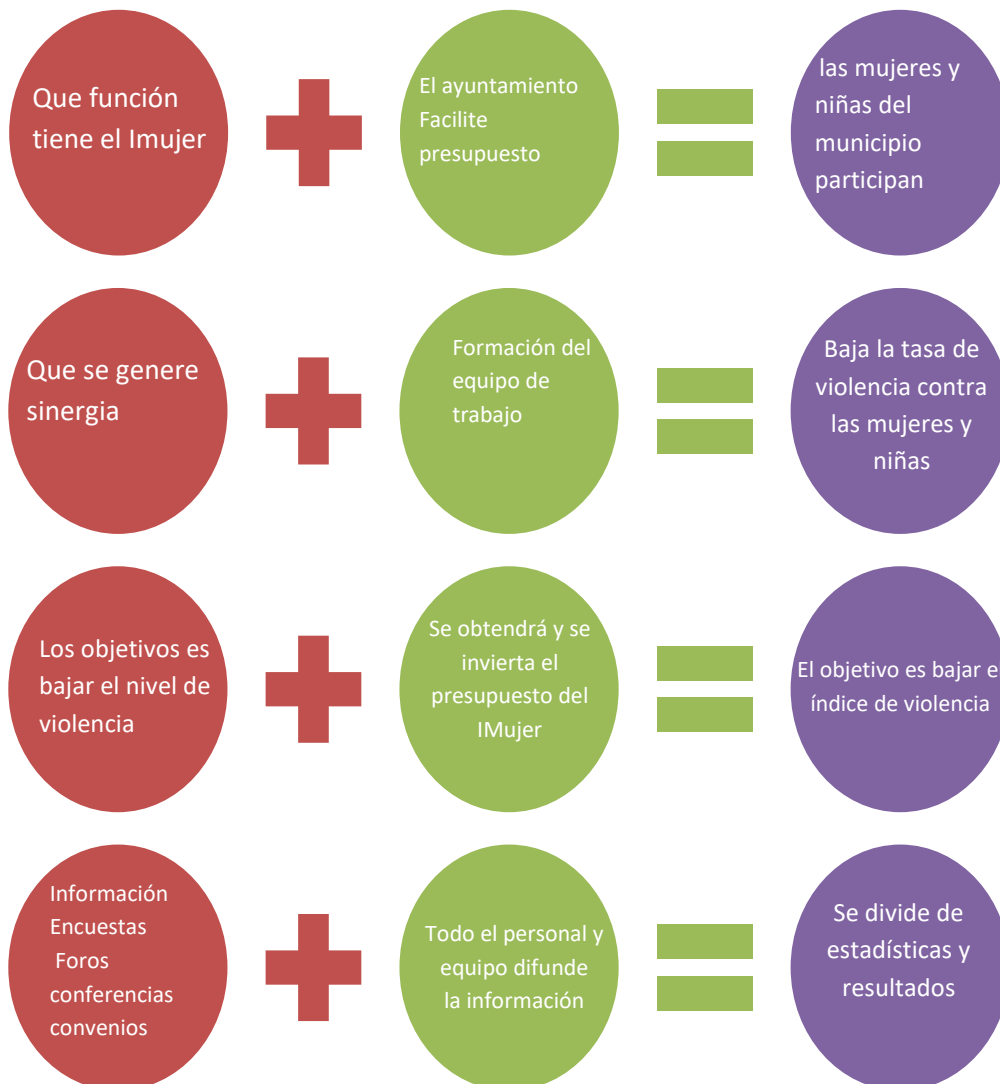 Que función
tiene el Imujer
El ayuntamiento
Facilite
presupuesto
las mujeres y
niñas del
municipio
participan
Que se genere
sinergia
Formación del
equipo de
trabajo
Baja la tasa de
violencia contra
las mujeres y
niñas
Los objetivos es
bajar el nivel de
violencia
Se obtendrá y se
invierta el
presupuesto del
IMujer
El objetivo es bajar e
índice de violencia
Información
Encuestas
Foros
conferencias
convenios
Todo el personal y
equipo difunde
la información
Se divide de
estadísticas y
resultados